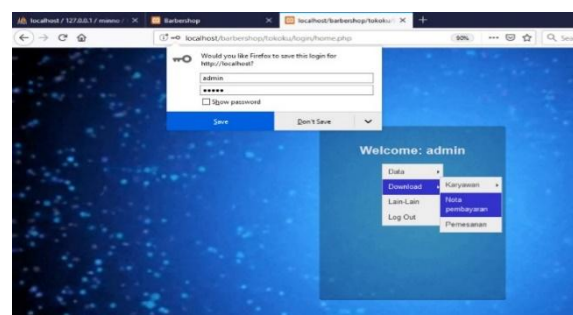 localhost / 127.0.0.1 /
Barbershop
localhost/barbershop/tokoku/
localhost/barbershop/tokoku/login/home.php
90%
Would you like Firefox to save this login for
http://localhost?
admin
•••••
Show password
Save
Don't Save
Welcome: admin
Data
Download
Karyawan
Lain-Lain
Nota
pembayaran
Log Out
Pemesanan